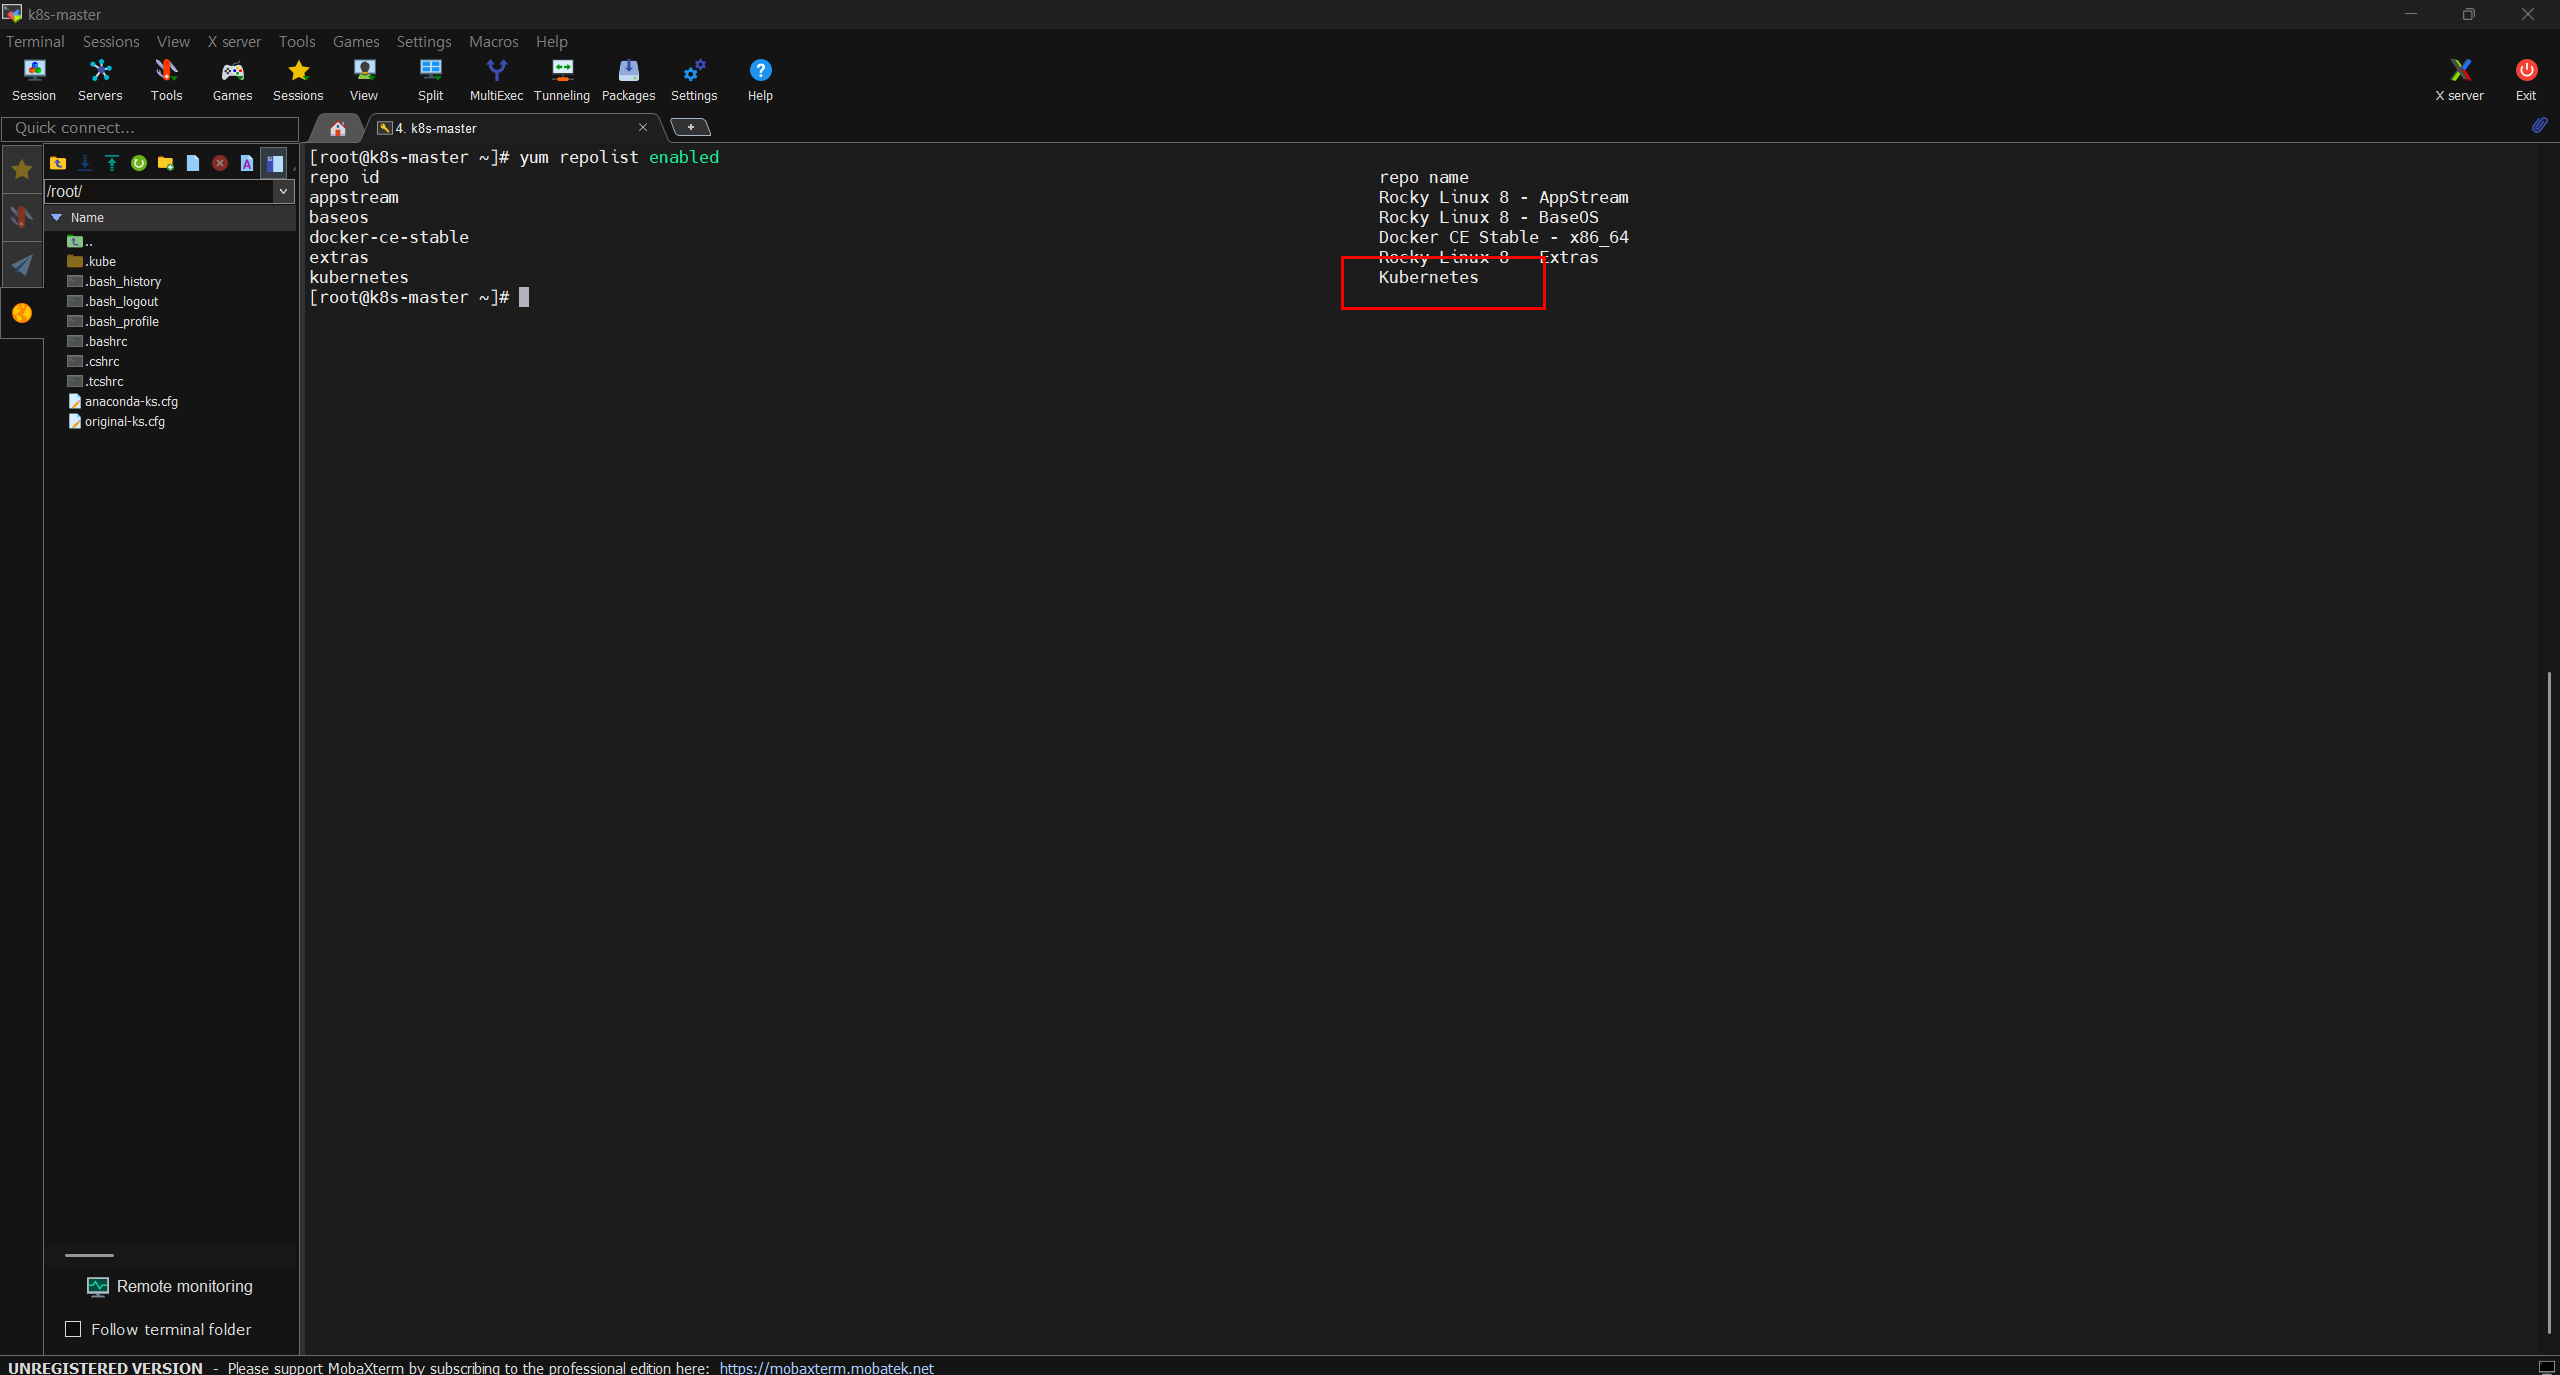 k8s-master
Terminal Sessions View X server Tools Games Settings Macros Help
Session Servers Tools Games Sessions View Split MultiExec Tunneling Packages Settings Help X server Exit
Quick connect...
4. k8s-master
/root/
Name
..
.kube
.bash_history
.bash_logout
.bash_profile
.bashrc
.cshrc
.tcshrc
anaconda-ks.cfg
original-ks.cfg
Remote monitoring
Follow terminal folder
[root@k8s-master ~]# yum repolist enabled
repo id repo name
appstream Rocky Linux 8 - AppStream
baseos Rocky Linux 8 - BaseOS
docker-ce-stable Docker CE Stable - x86_64
extras Rocky Linux 8 - Extras
kubernetes Kubernetes
[root@k8s-master ~]#
UNREGISTERED VERSION - Please support MobaXterm by subscribing to the professional edition here: https://mobaxterm.mobatek.net